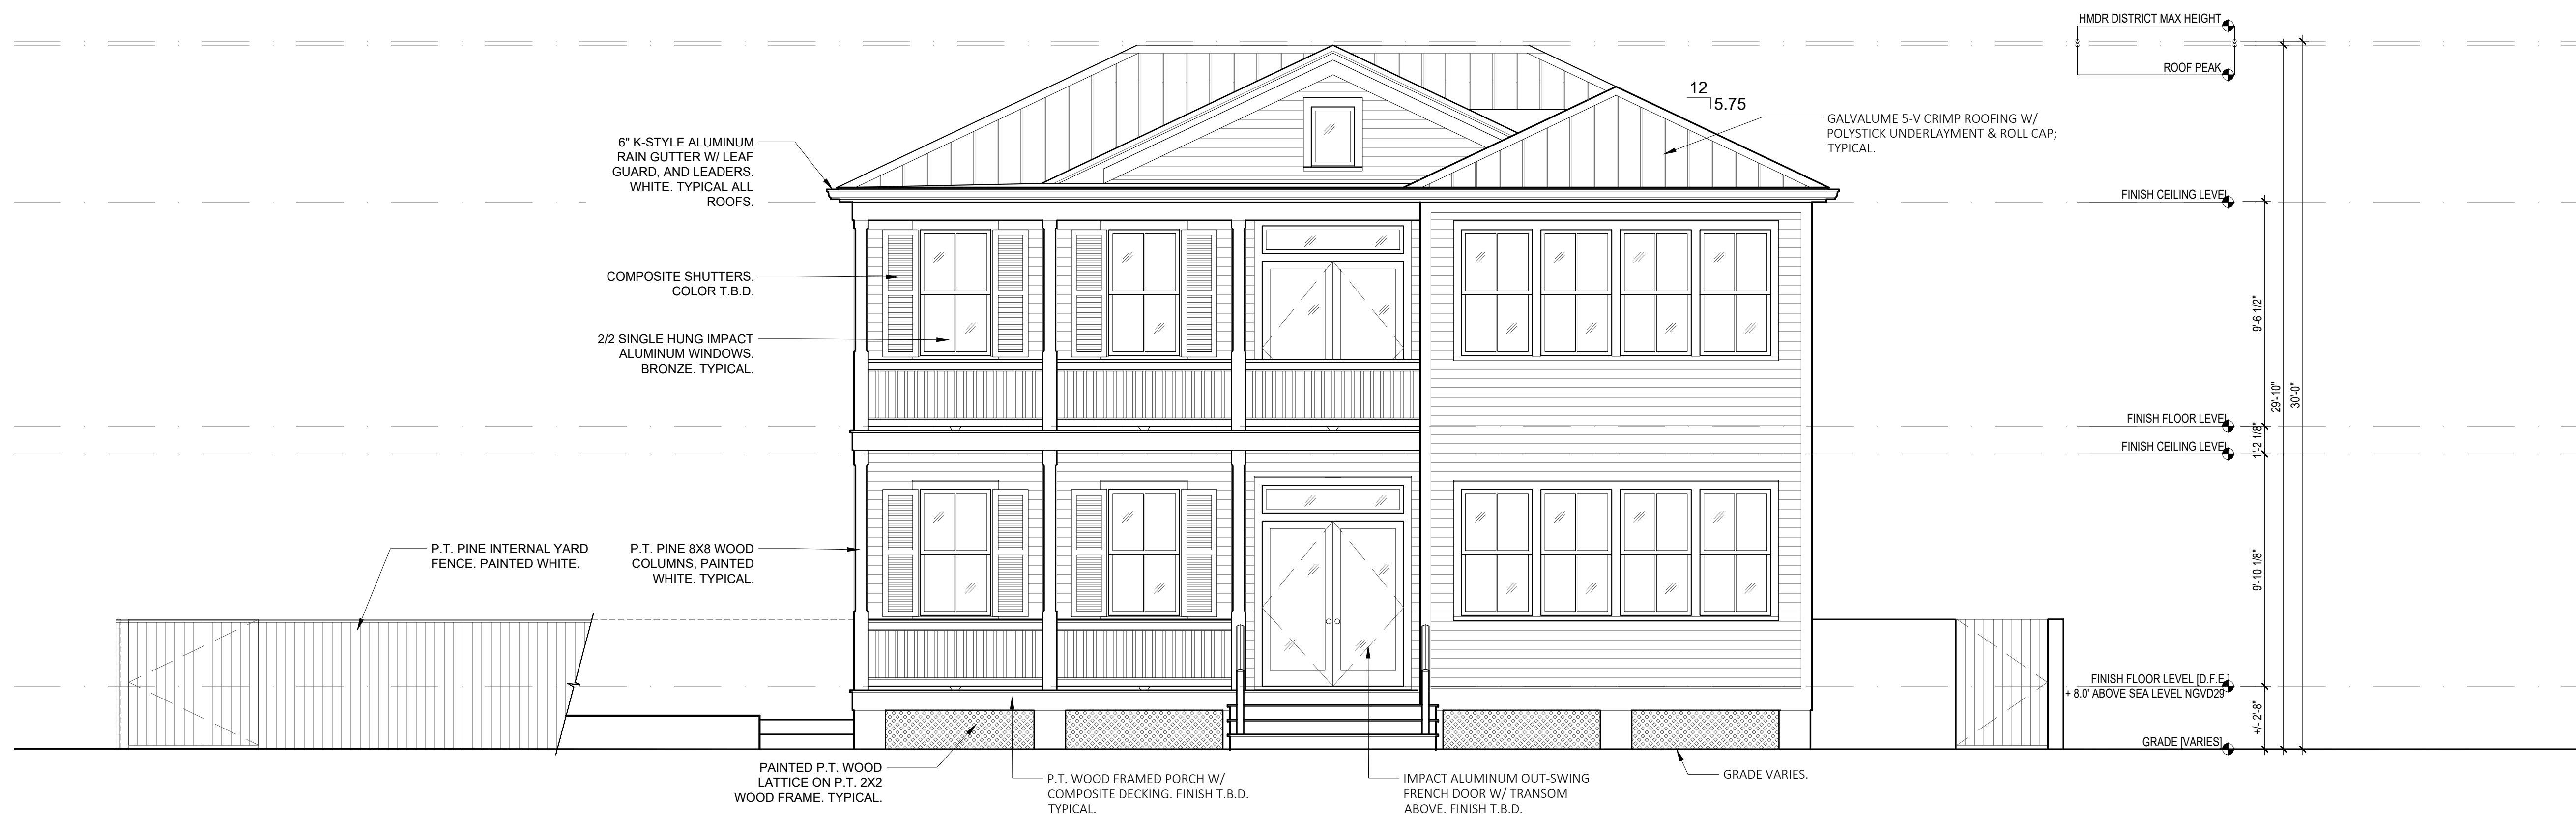 HMDR DISTRICT MAX HEIGHT
ROOF PEAK
12
5.75
GALVALUME 5-V CRIMP ROOFING W/
POLYSTICK UNDERLAYMENT & ROLL CAP;
TYPICAL.
6" K-STYLE ALUMINUM
RAIN GUTTER W/ LEAF
GUARD, AND LEADERS.
WHITE. TYPICAL ALL
ROOFS.
FINISH CEILING LEVEL
COMPOSITE SHUTTERS.
COLOR T.B.D.
2/2 SINGLE HUNG IMPACT
ALUMINUM WINDOWS.
BRONZE. TYPICAL.
9'-6 1/2"
29'-10"
30'-0"
FINISH FLOOR LEVEL
1'-2 1/8"
FINISH CEILING LEVEL
P.T. PINE INTERNAL YARD
FENCE. PAINTED WHITE.
P.T. PINE 8X8 WOOD
COLUMNS, PAINTED
WHITE. TYPICAL.
9'-10 1/8"
FINISH FLOOR LEVEL [D.F.E.]
+ 8.0' ABOVE SEA LEVEL NGVD29
+/- 2'-8"
GRADE [VARIES]
PAINTED P.T. WOOD
LATTICE ON P.T. 2X2
WOOD FRAME. TYPICAL.
P.T. WOOD FRAMED PORCH W/
COMPOSITE DECKING. FINISH T.B.D.
TYPICAL.
IMPACT ALUMINUM OUT-SWING
FRENCH DOOR W/ TRANSOM
ABOVE. FINISH T.B.D.
GRADE VARIES.